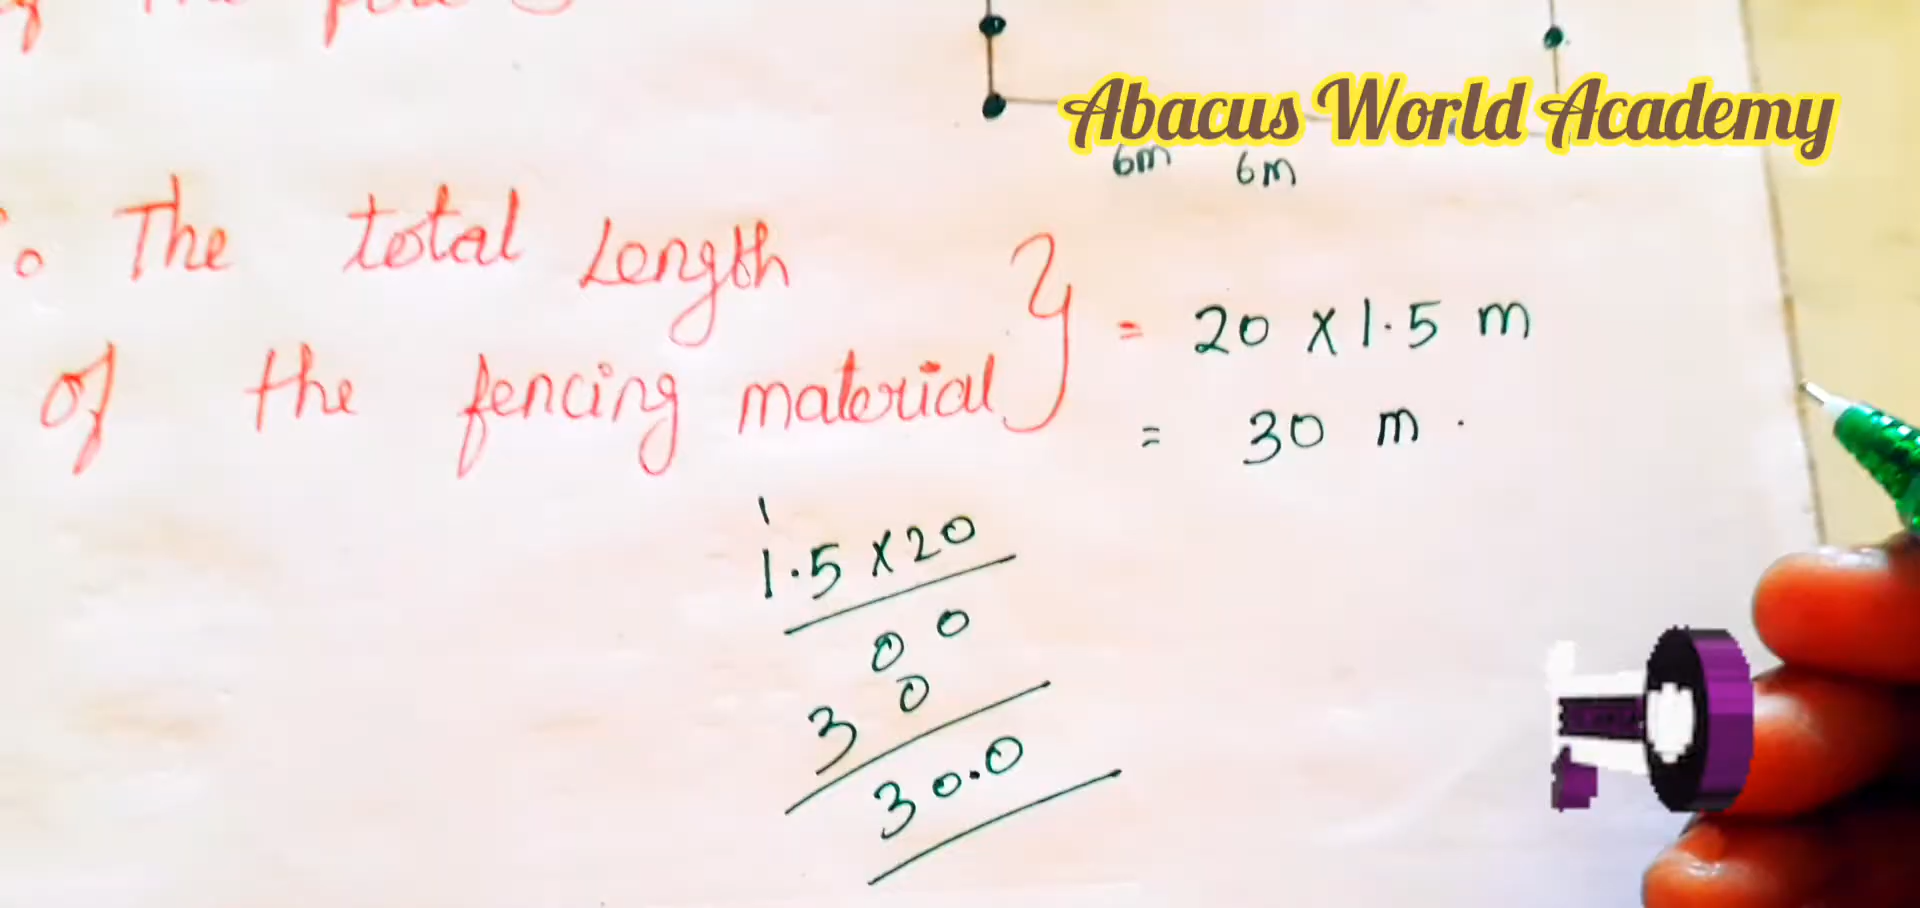 Abacus World Academy
6m 6m
The total Length
of the fencing material } = 20 x 1.5 m
= 30 m.
1
1.5 x 20
0 0
3 0
30.0